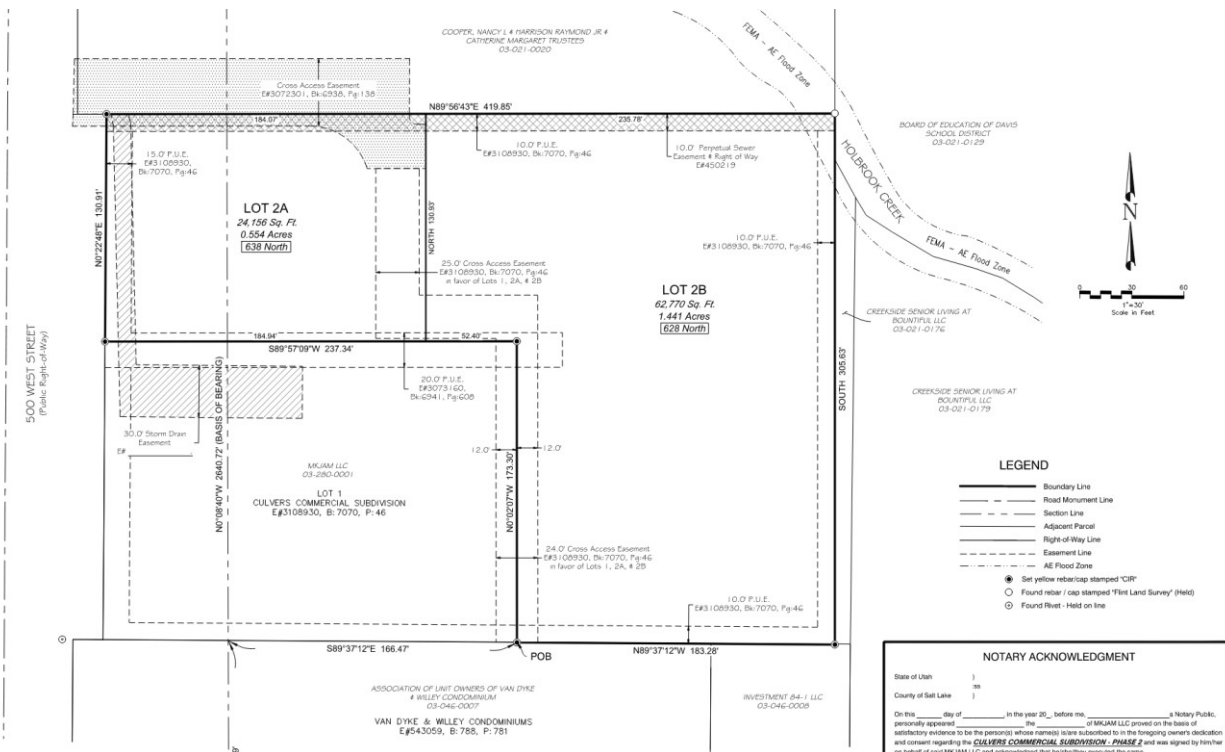 COOPER, NANCY L & HARRISON RAYMOND JR &
CATHERINE MARGARET TRUSTEES
03-021-0020
FEMA - AE Flood Zone
Cross Access Easement
E#3072301, Bk:6938, Pg:138
N89°56'43"E 419.85'
184.07'
235.78'
BOARD OF EDUCATION OF DAVIS
SCHOOL DISTRICT
03-021-0129
15.0' P.U.E.
E#3108930,
Bk:7070, Pg:46
10.0' P.U.E.
E#3108930, Bk:7070, Pg:46
10.0' Perpetual Sewer
Easement & Right of Way
E#450219
HOLBROOK CREEK
N0°22'48"E 130.91'
LOT 2A
24,156 Sq. Ft.
0.554 Acres
638 North
NORTH 130.93'
10.0' P.U.E.
E#3108930, Bk:7070, Pg:46
FEMA - AE Flood Zone
N
25.0' Cross Access Easement
E#3108930, Bk:7070, Pg:46
in favor of Lots 1, 2A, & 2B
LOT 2B
62,770 Sq. Ft.
1.441 Acres
628 North
0 30 60
1"=30'
Scale in Feet
CREEKSIDE SENIOR LIVING AT
BOUNTIFUL LLC
03-021-0176
184.94'
52.40'
S89°57'09"W 237.34'
500 WEST STREET
(Public Right-of-Way)
20.0' P.U.E.
E#3073160,
Bk:6941, Pg:608
SOUTH 305.63'
CREEKSIDE SENIOR LIVING AT
BOUNTIFUL LLC
03-021-0179
30.0' Storm Drain
Easement
E#
N0°08'40"W 2640.72' (BASIS OF BEARING)
12.0'
12.0'
N0°02'07"W 173.30'
MKJAM LLC
03-280-0001
LOT 1
CULVERS COMMERCIAL SUBDIVISION
E#3108930, B: 7070, P: 46
LEGEND
Boundary Line
Road Monument Line
Section Line
Adjacent Parcel
Right-of-Way Line
Easement Line
AE Flood Zone
Set yellow rebar/cap stamped "CIR"
Found rebar / cap stamped "Flint Land Survey" (Held)
Found Rivet - Held on line
24.0' Cross Access Easement
E#3108930, Bk:7070, Pg:46
in favor of Lots 1, 2A, & 2B
10.0' P.U.E.
E#3108930, Bk:7070, Pg:46
S89°37'12"E 166.47'
POB
N89°37'12"W 183.28'
ASSOCIATION OF UNIT OWNERS OF VAN DYKE
& WILLEY CONDOMINIUM
03-046-0007
VAN DYKE & WILLEY CONDOMINIUMS
E#543059, B: 788, P: 781
INVESTMENT 84-1 LLC
03-046-0008
NOTARY ACKNOWLEDGMENT
State of Utah )
:ss
County of Salt Lake )
On this ______ day of __________, in the year 20_, before me, ______________, a Notary Public,
personally appeared ______________ the ________ of MKJAM LLC proved on the basis of
satisfactory evidence to be the person(s) whose name(s) is/are subscribed to in the foregoing owner's dedication
and consent regarding the CULVERS COMMERCIAL SUBDIVISION - PHASE 2 and was signed by him/her
on behalf of said MKJAM LLC and acknowledged that he/she/they executed the same.